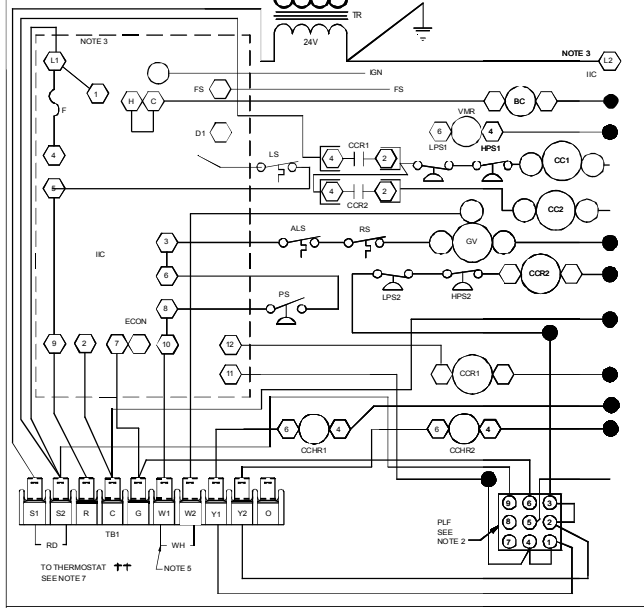 TR
24V
NOTE 3
NOTE 3
L2
IIC
L1
1
IGN
FS
FS
H C
BC
F
VMR
6 4
LPS1 HPS1
D1
CCR1
4 2
CC1
4
LS
5
4 2
CCR2
CC2
ALS RS
3
GV
IIC
6
PS
LPS2 HPS2
CCR2
8
ECON
9 2 7 10
12
11
CCR1
6 4
CCHR1
6 4
CCHR2
S1 S2 R C G W1 W2 Y1 Y2 O
TB1
RD
WH
NOTE 5
TO THERMOSTAT
SEE NOTE 7
PLF
SEE
NOTE 2
9 6 3
8 5 2
7 4 1